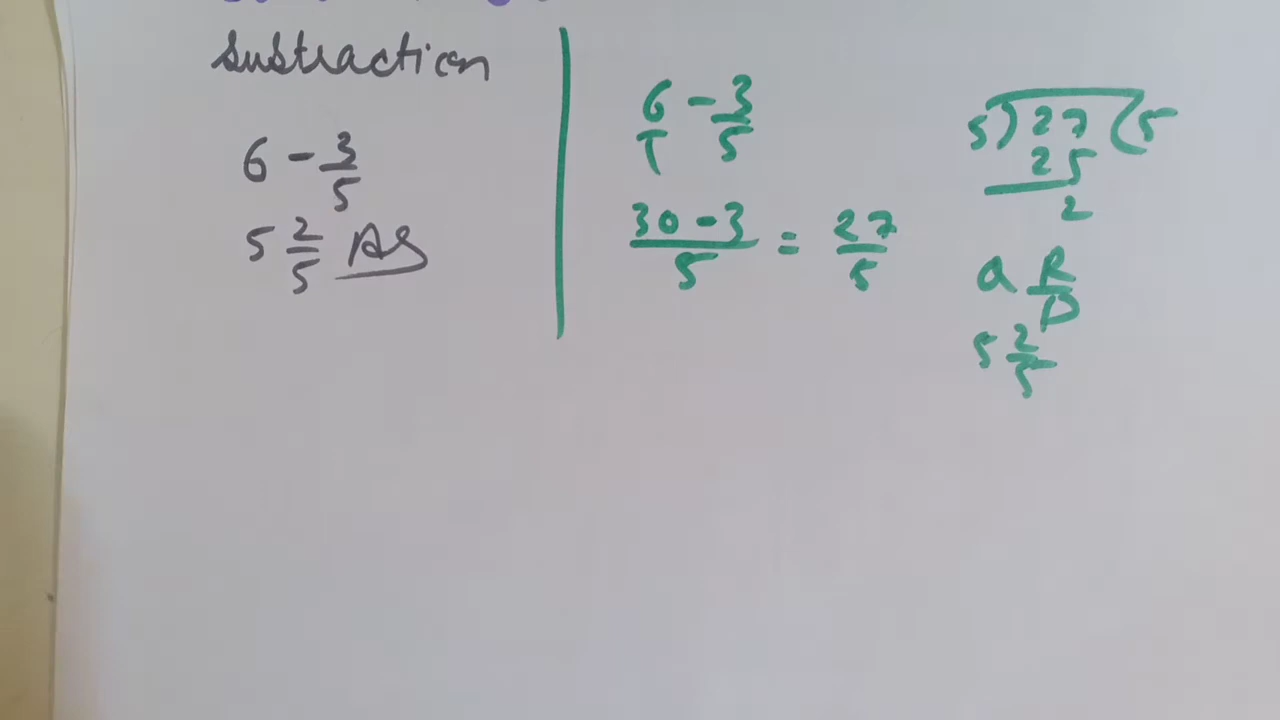 Subtraction
6 - 3/5
5 2/5 As
6/1 - 3/5
30 - 3/5 = 27/5
5) 27 (5
25
2
Q R/D
5 2/5